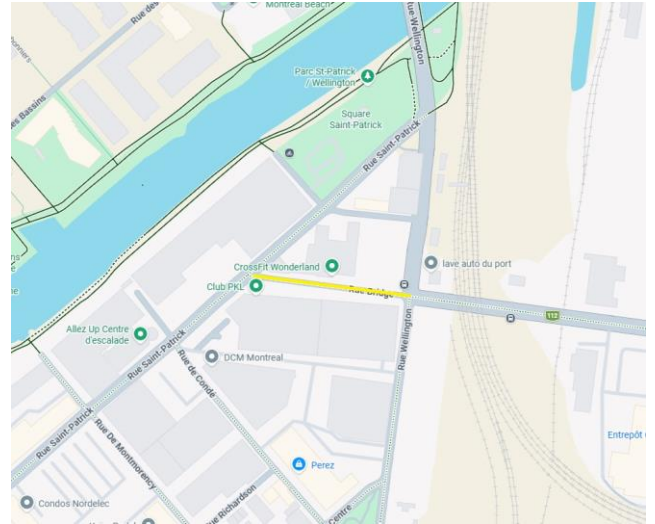 Montreal Beach
Rue des
Bassins
Rue Wellington
Parc St-Patrick
/ Wellington
Square
Saint-Patrick
Rue Saint-Patrick
CrossFit Wonderland
lave auto du port
Club PKL
Rue Bridge
112
Allez Up Centre
d'escalade
Rue Saint-Patrick
DCM Montreal
Rue Wellington
Rue de Condé
Rue Saint-Patrick
Rue De Montmorency
Entrepôt
Perez
Condos Nordelec
Rue Richardson
Centre